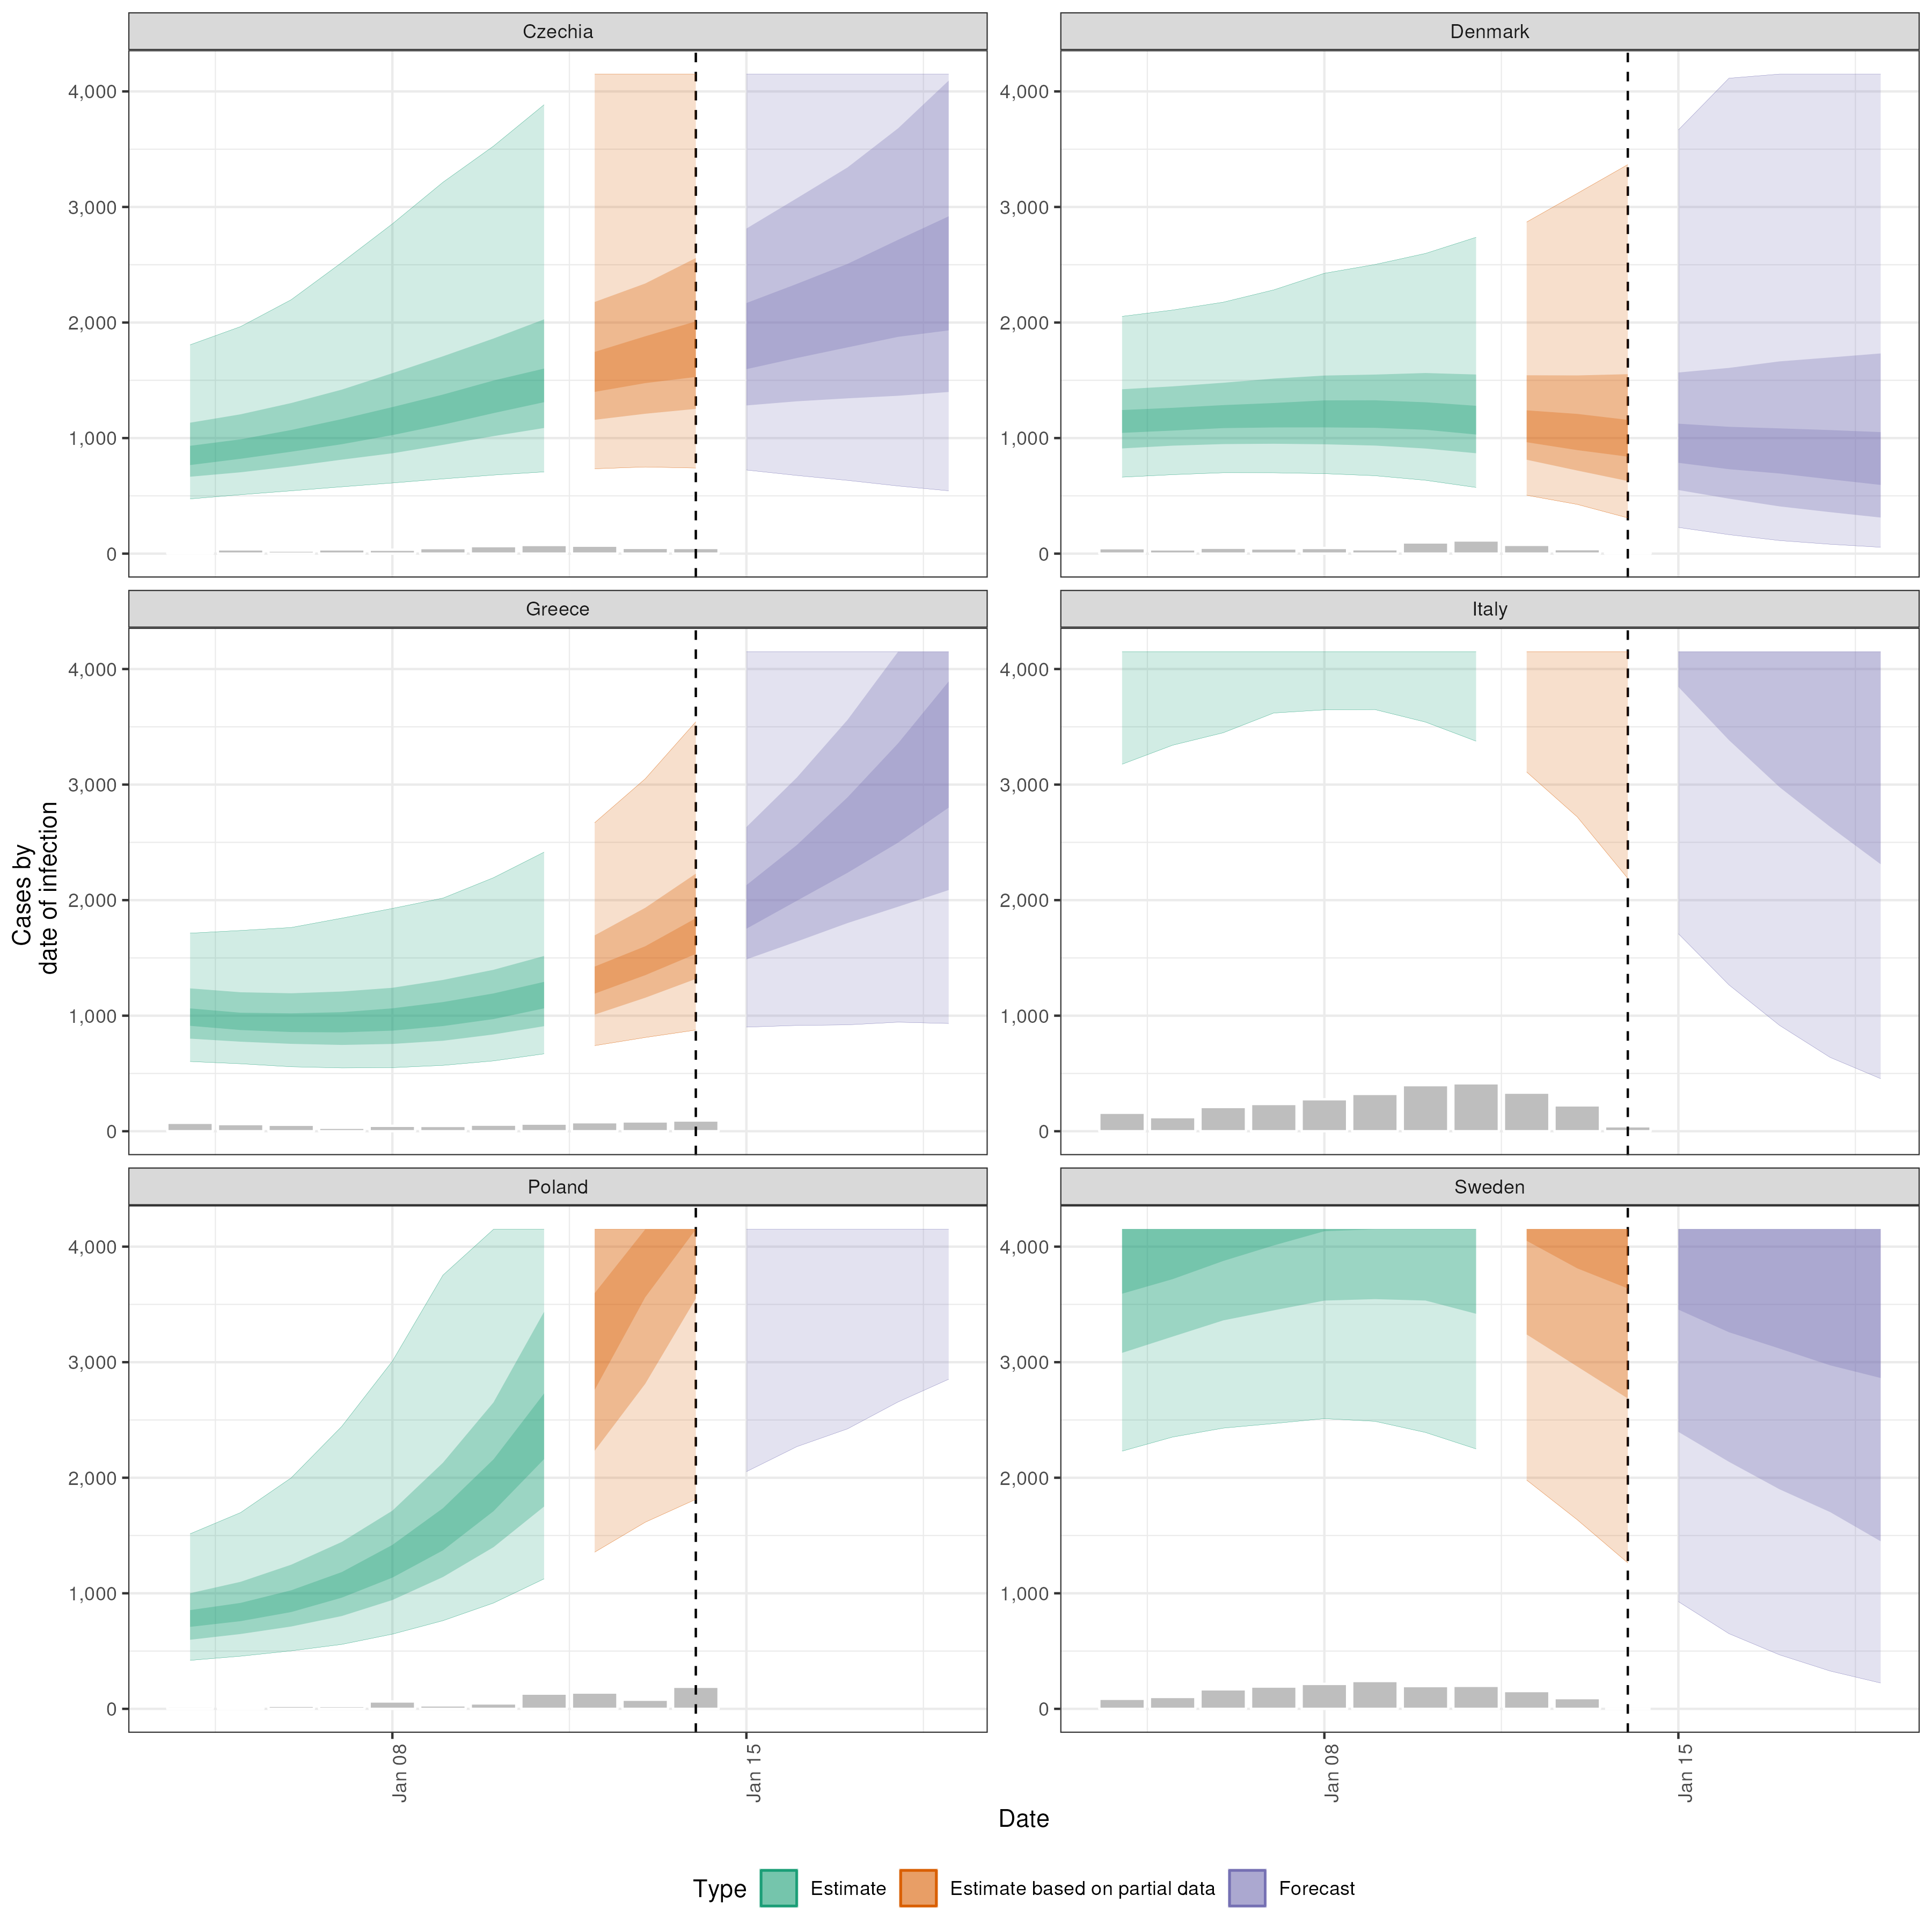 Czechia
Denmark
4,000
3,000
2,000
1,000
0
4,000
3,000
2,000
1,000
0
Greece
Italy
4,000
3,000
2,000
1,000
0
4,000
3,000
2,000
1,000
0
Cases by
date of infection
Poland
Sweden
4,000
3,000
2,000
1,000
0
4,000
3,000
2,000
1,000
0
Jan 08
Jan 15
Jan 08
Jan 15
Date
Type
Estimate
Estimate based on partial data
Forecast